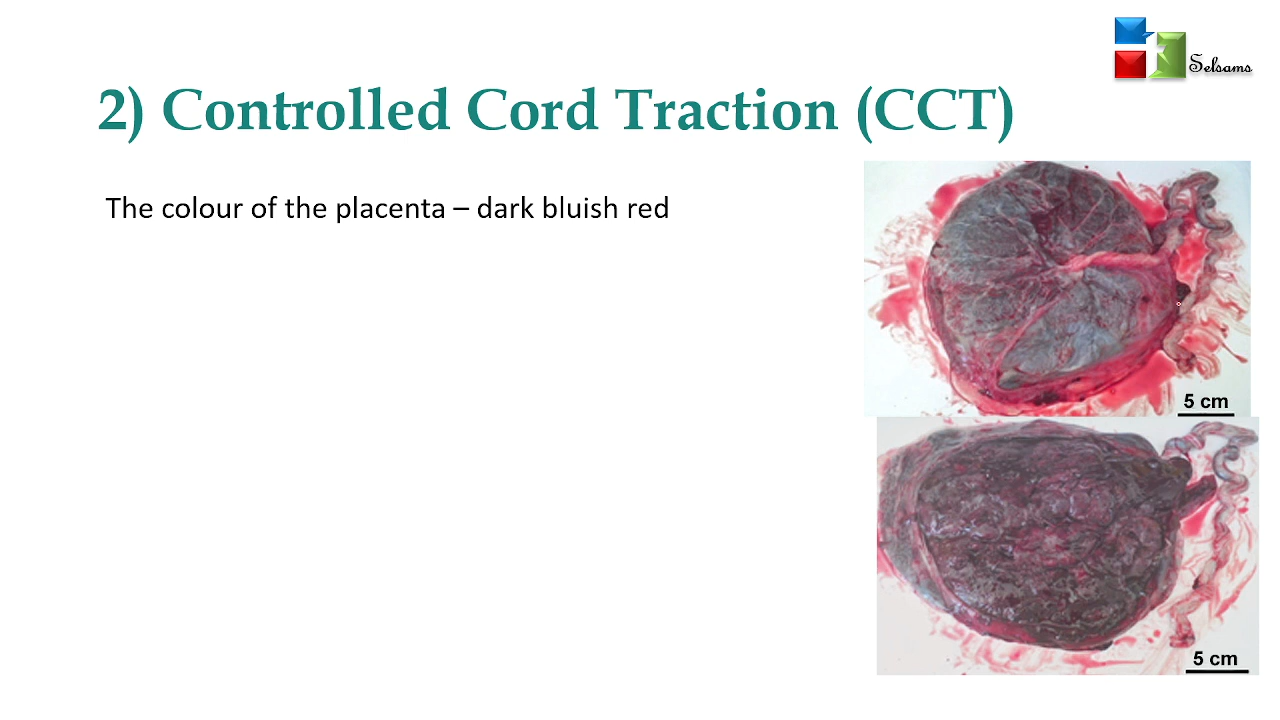 Selsams
2) Controlled Cord Traction (CCT)
The colour of the placenta – dark bluish red
5 cm
5 cm